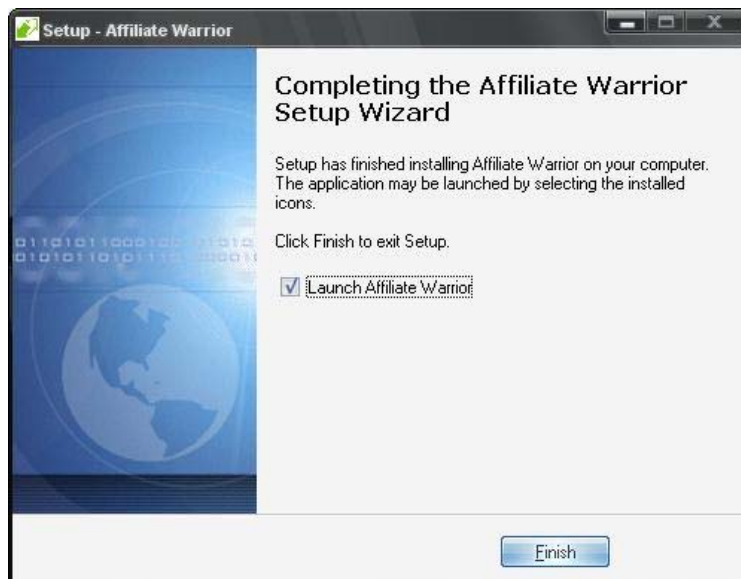 Setup - Affiliate Warrior
Completing the Affiliate Warrior
Setup Wizard
Setup has finished installing Affiliate Warrior on your computer.
The application may be launched by selecting the installed
icons.
Click Finish to exit Setup.
Launch Affiliate Warrior
Finish